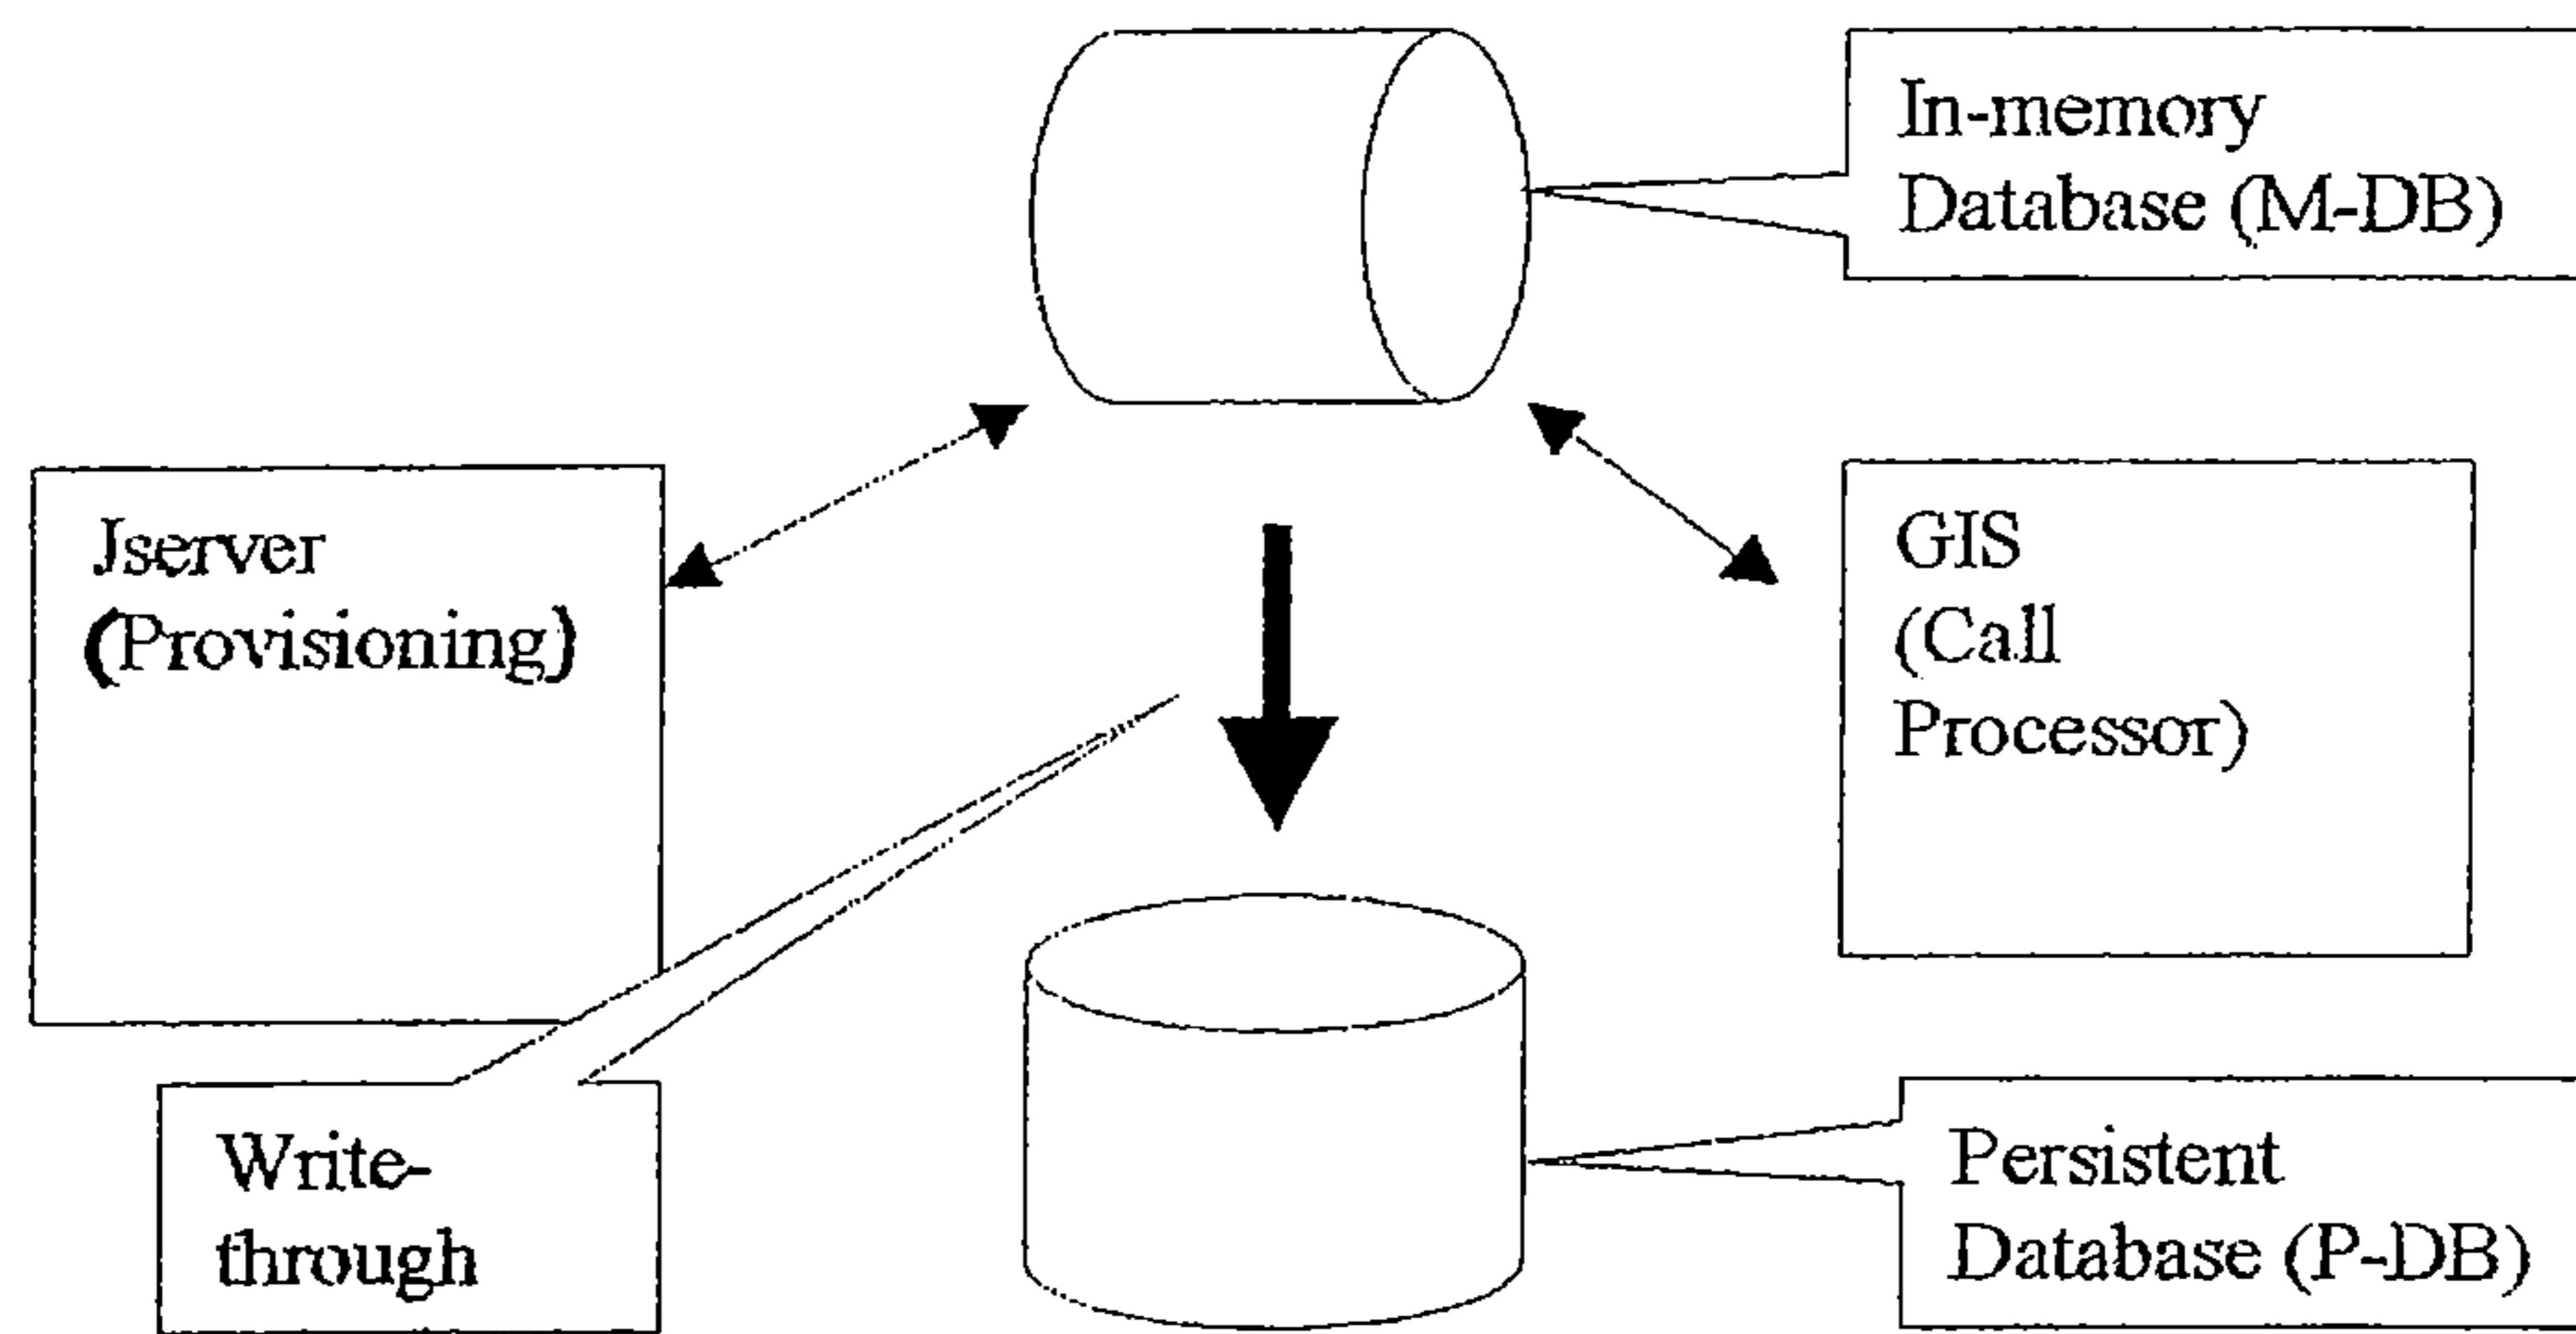 In-memory
Database (M-DB)
Jserver
(Provisioning)
GIS
(Call
Processor)
Write-
through
Persistent
Database (P-DB)